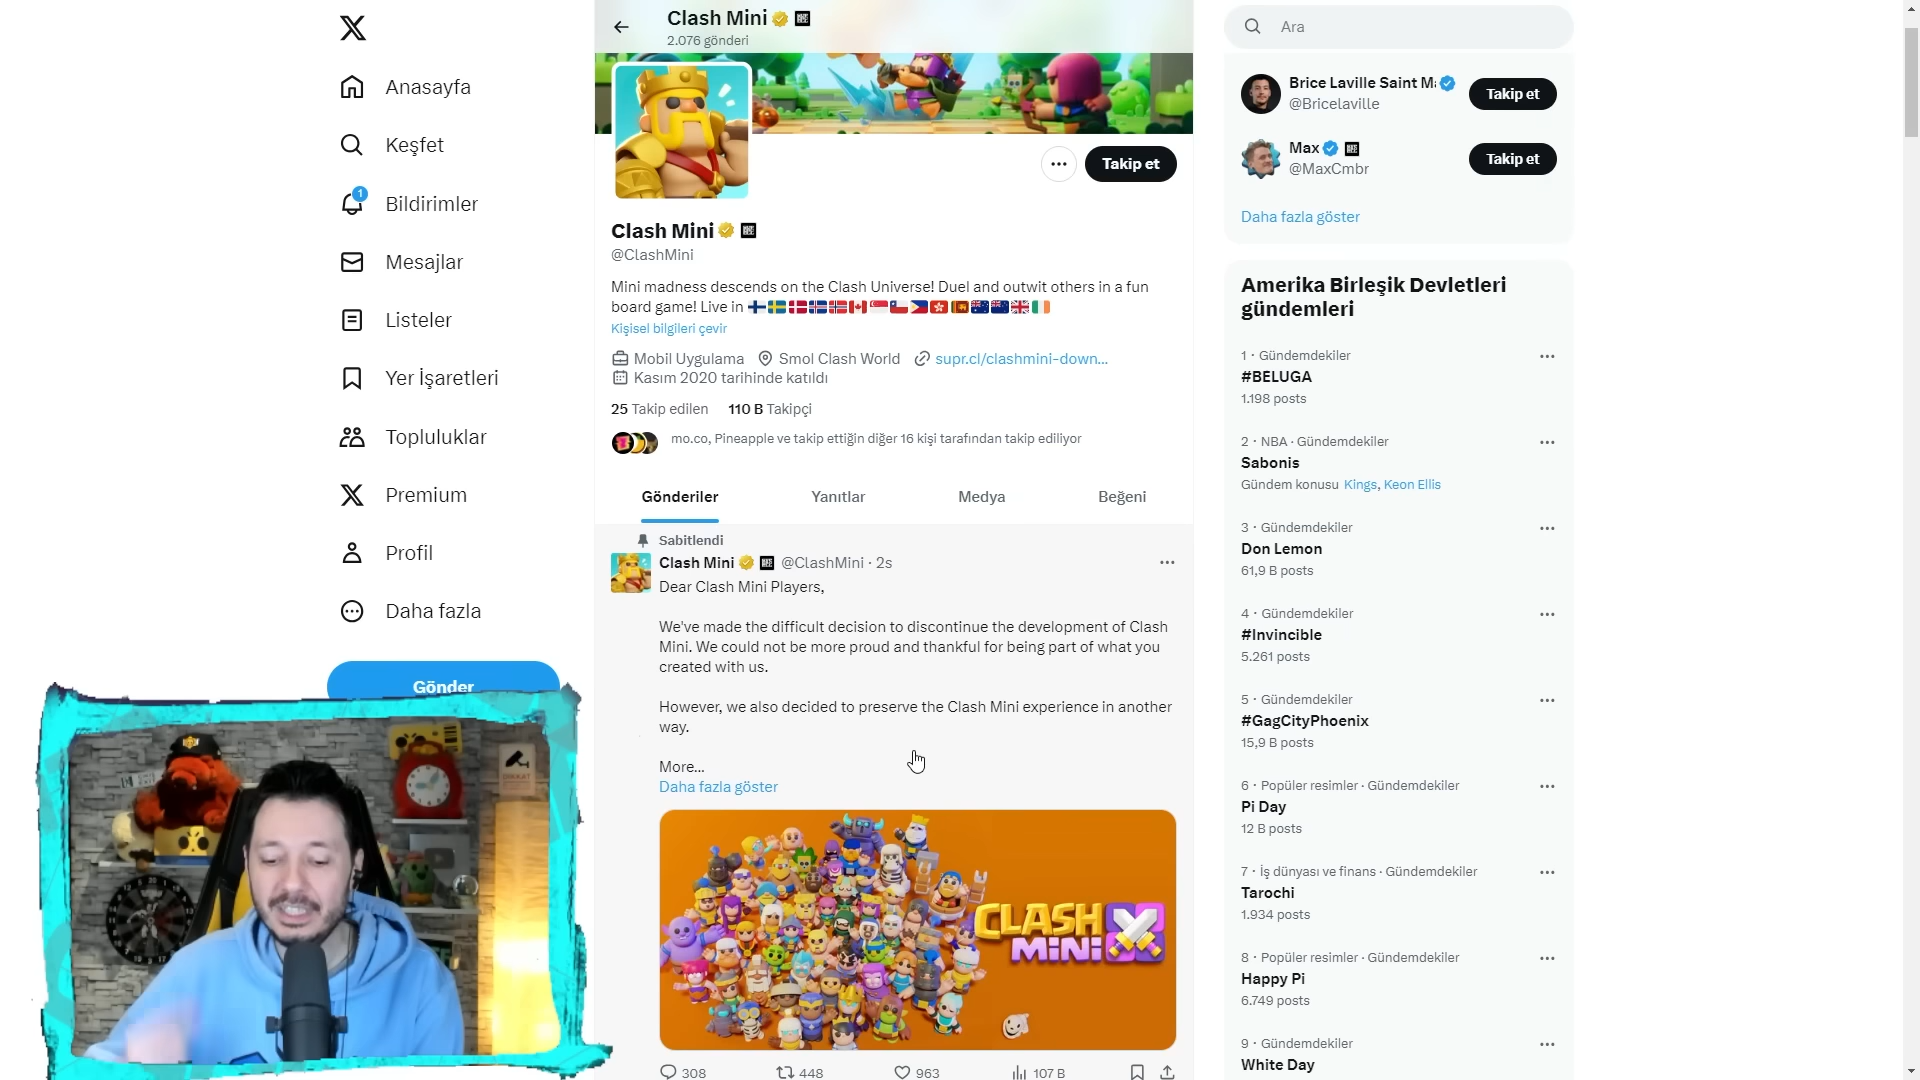 Anasayfa
Keşfet
1
Bildirimler
Mesajlar
Listeler
Yer İşaretleri
Topluluklar
Premium
Profil
Daha fazla
Gönder
DİKKAT
Clash Mini
2.076 gönderi
Takip et
Clash Mini
@ClashMini
Mini madness descends on the Clash Universe! Duel and outwit others in a fun
board game! Live in
Kişisel bilgileri çevir
Mobil Uygulama Smol Clash World supr.cl/clashmini-down...
Kasım 2020 tarihinde katıldı
25 Takip edilen 110 B Takipçi
mo.co, Pineapple ve takip ettiğin diğer 16 kişi tarafından takip ediliyor
Gönderiler Yanıtlar Medya Beğeni
Sabitlendi
Clash Mini @ClashMini · 2s
Dear Clash Mini Players,
We've made the difficult decision to discontinue the development of Clash
Mini. We could not be more proud and thankful for being part of what you
created with us.
However, we also decided to preserve the Clash Mini experience in another
way.
More...
Daha fazla göster
CLASH
MiNi
308 448 963 107 B
Ara
Brice Laville Saint M
@Bricelaville
Takip et
Max
@MaxCmbr
Takip et
Daha fazla göster
Amerika Birleşik Devletleri
gündemleri
1 · Gündemdekiler
#BELUGA
1.198 posts
2 · NBA · Gündemdekiler
Sabonis
Gündem konusu Kings, Keon Ellis
3 · Gündemdekiler
Don Lemon
61,9 B posts
4 · Gündemdekiler
#Invincible
5.261 posts
5 · Gündemdekiler
#GagCityPhoenix
15,9 B posts
6 · Popüler resimler · Gündemdekiler
Pi Day
12 B posts
7 · İş dünyası ve finans · Gündemdekiler
Tarochi
1.934 posts
8 · Popüler resimler · Gündemdekiler
Happy Pi
6.749 posts
9 · Gündemdekiler
White Day